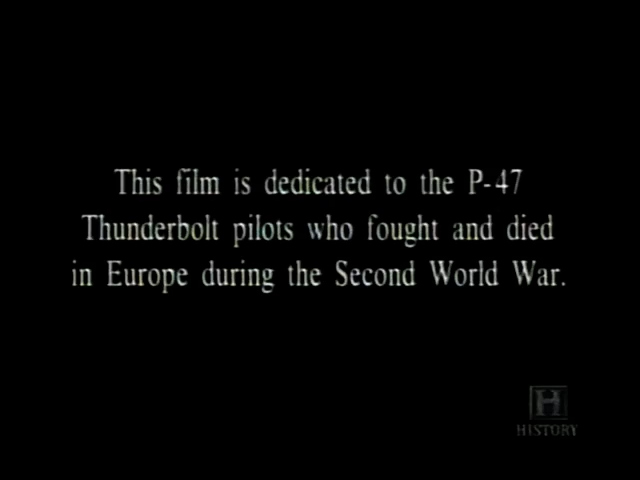 This film is dedicated to the P-47
Thunderbolt pilots who fought and died
in Europe during the Second World War.
H
HISTORY